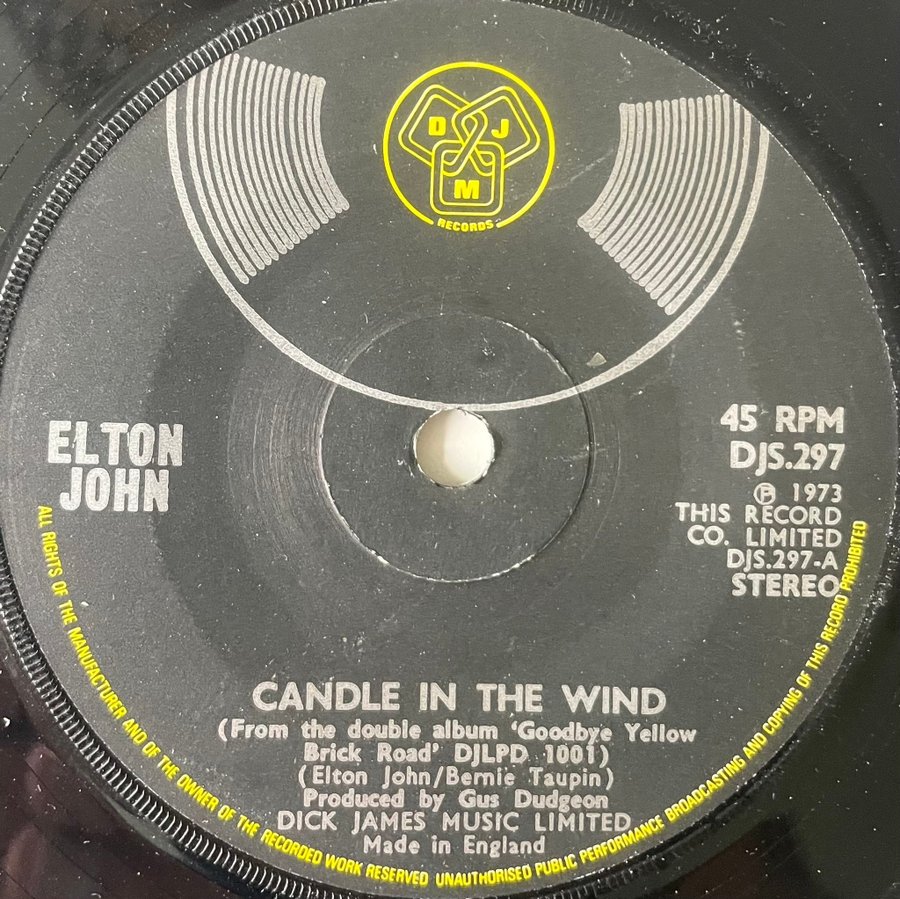 D J
M
RECORDS
ELTON
JOHN
45 RPM
DJS.297
Ⓟ 1973
THIS RECORD
CO. LIMITED
DJS.297-A
STEREO
CANDLE IN THE WIND
(From the double album ‘Goodbye Yellow
Brick Road’ DJLPD 1001)
(Elton John/Bernie Taupin)
Produced by Gus Dudgeon
DICK JAMES MUSIC LIMITED
Made in England
ALL RIGHTS OF THE MANUFACTURER AND OF THE OWNER OF THE RECORDED WORK RESERVED UNAUTHORISED PUBLIC PERFORMANCE BROADCASTING AND COPYING OF THIS RECORD PROHIBITED